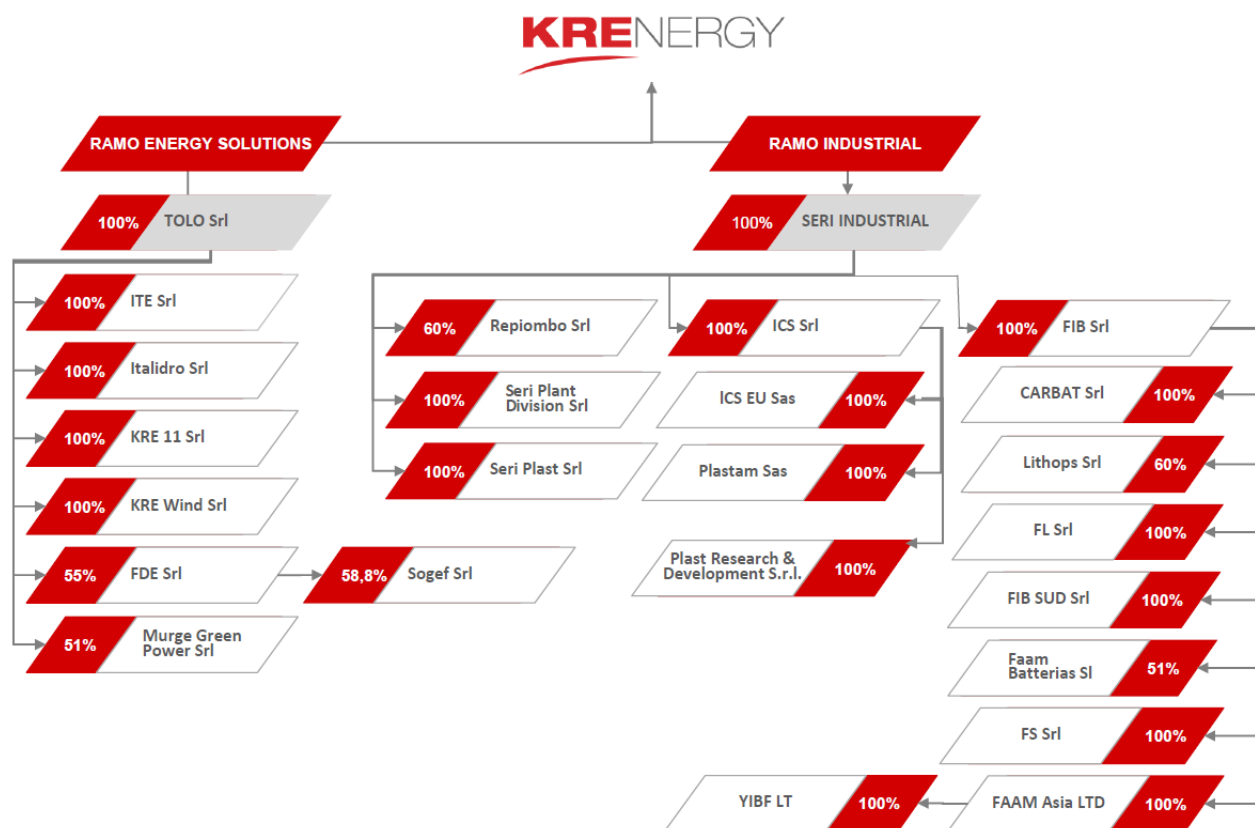 KRENERGY
RAMO ENERGY SOLUTIONS
RAMO INDUSTRIAL
100%
TOLO Srl
100%
SERI INDUSTRIAL
100%
ITE Srl
100%
Italidro Srl
100%
KRE 11 Srl
100%
KRE Wind Srl
55%
FDE Srl
58,8%
Sogef Srl
51%
Murge Green
Power Srl
60%
Repiombo Srl
100%
Seri Plant
Division Srl
100%
Seri Plast Srl
100%
ICS Srl
ICS EU Sas
100%
Plastam Sas
100%
Plast Research &
Development S.r.l.
100%
100%
FIB Srl
CARBAT Srl
100%
Lithops Srl
60%
FL Srl
100%
FIB SUD Srl
100%
Faam
Batterias Sl
51%
FS Srl
100%
YIBF LT
100%
FAAM Asia LTD
100%